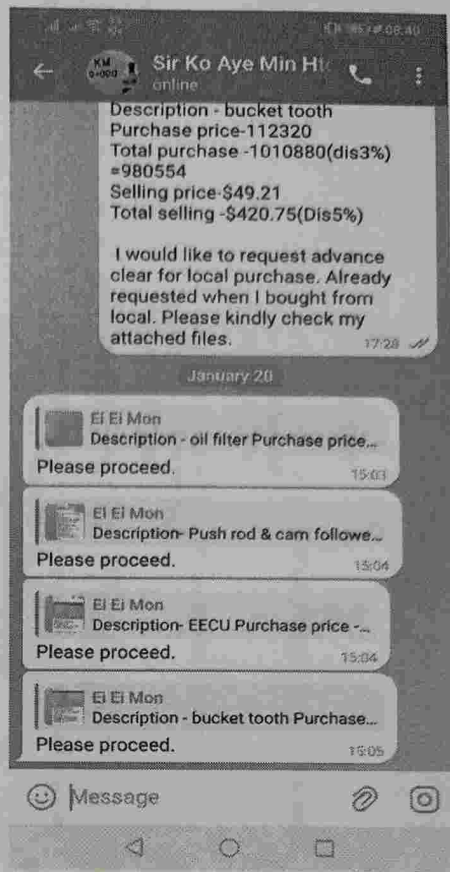 08:40
KM
0+000
Sir Ko Aye Min Ht
online
Description - bucket tooth
Purchase price-112320
Total purchase -1010880(dis3%)
=980554
Selling price-$49.21
Total selling -$420.75(Dis5%)
I would like to request advance
clear for local purchase. Already
requested when I bought from
local. Please kindly check my
attached files.
17:28
January 20
Ei Ei Mon
Description - oil filter Purchase price...
Please proceed.
15:03
Ei Ei Mon
Description- Push rod & cam followe...
Please proceed.
15:04
Ei Ei Mon
Description- EECU Purchase price -...
Please proceed.
15:04
Ei Ei Mon
Description - bucket tooth Purchase...
Please proceed.
15:05
Message